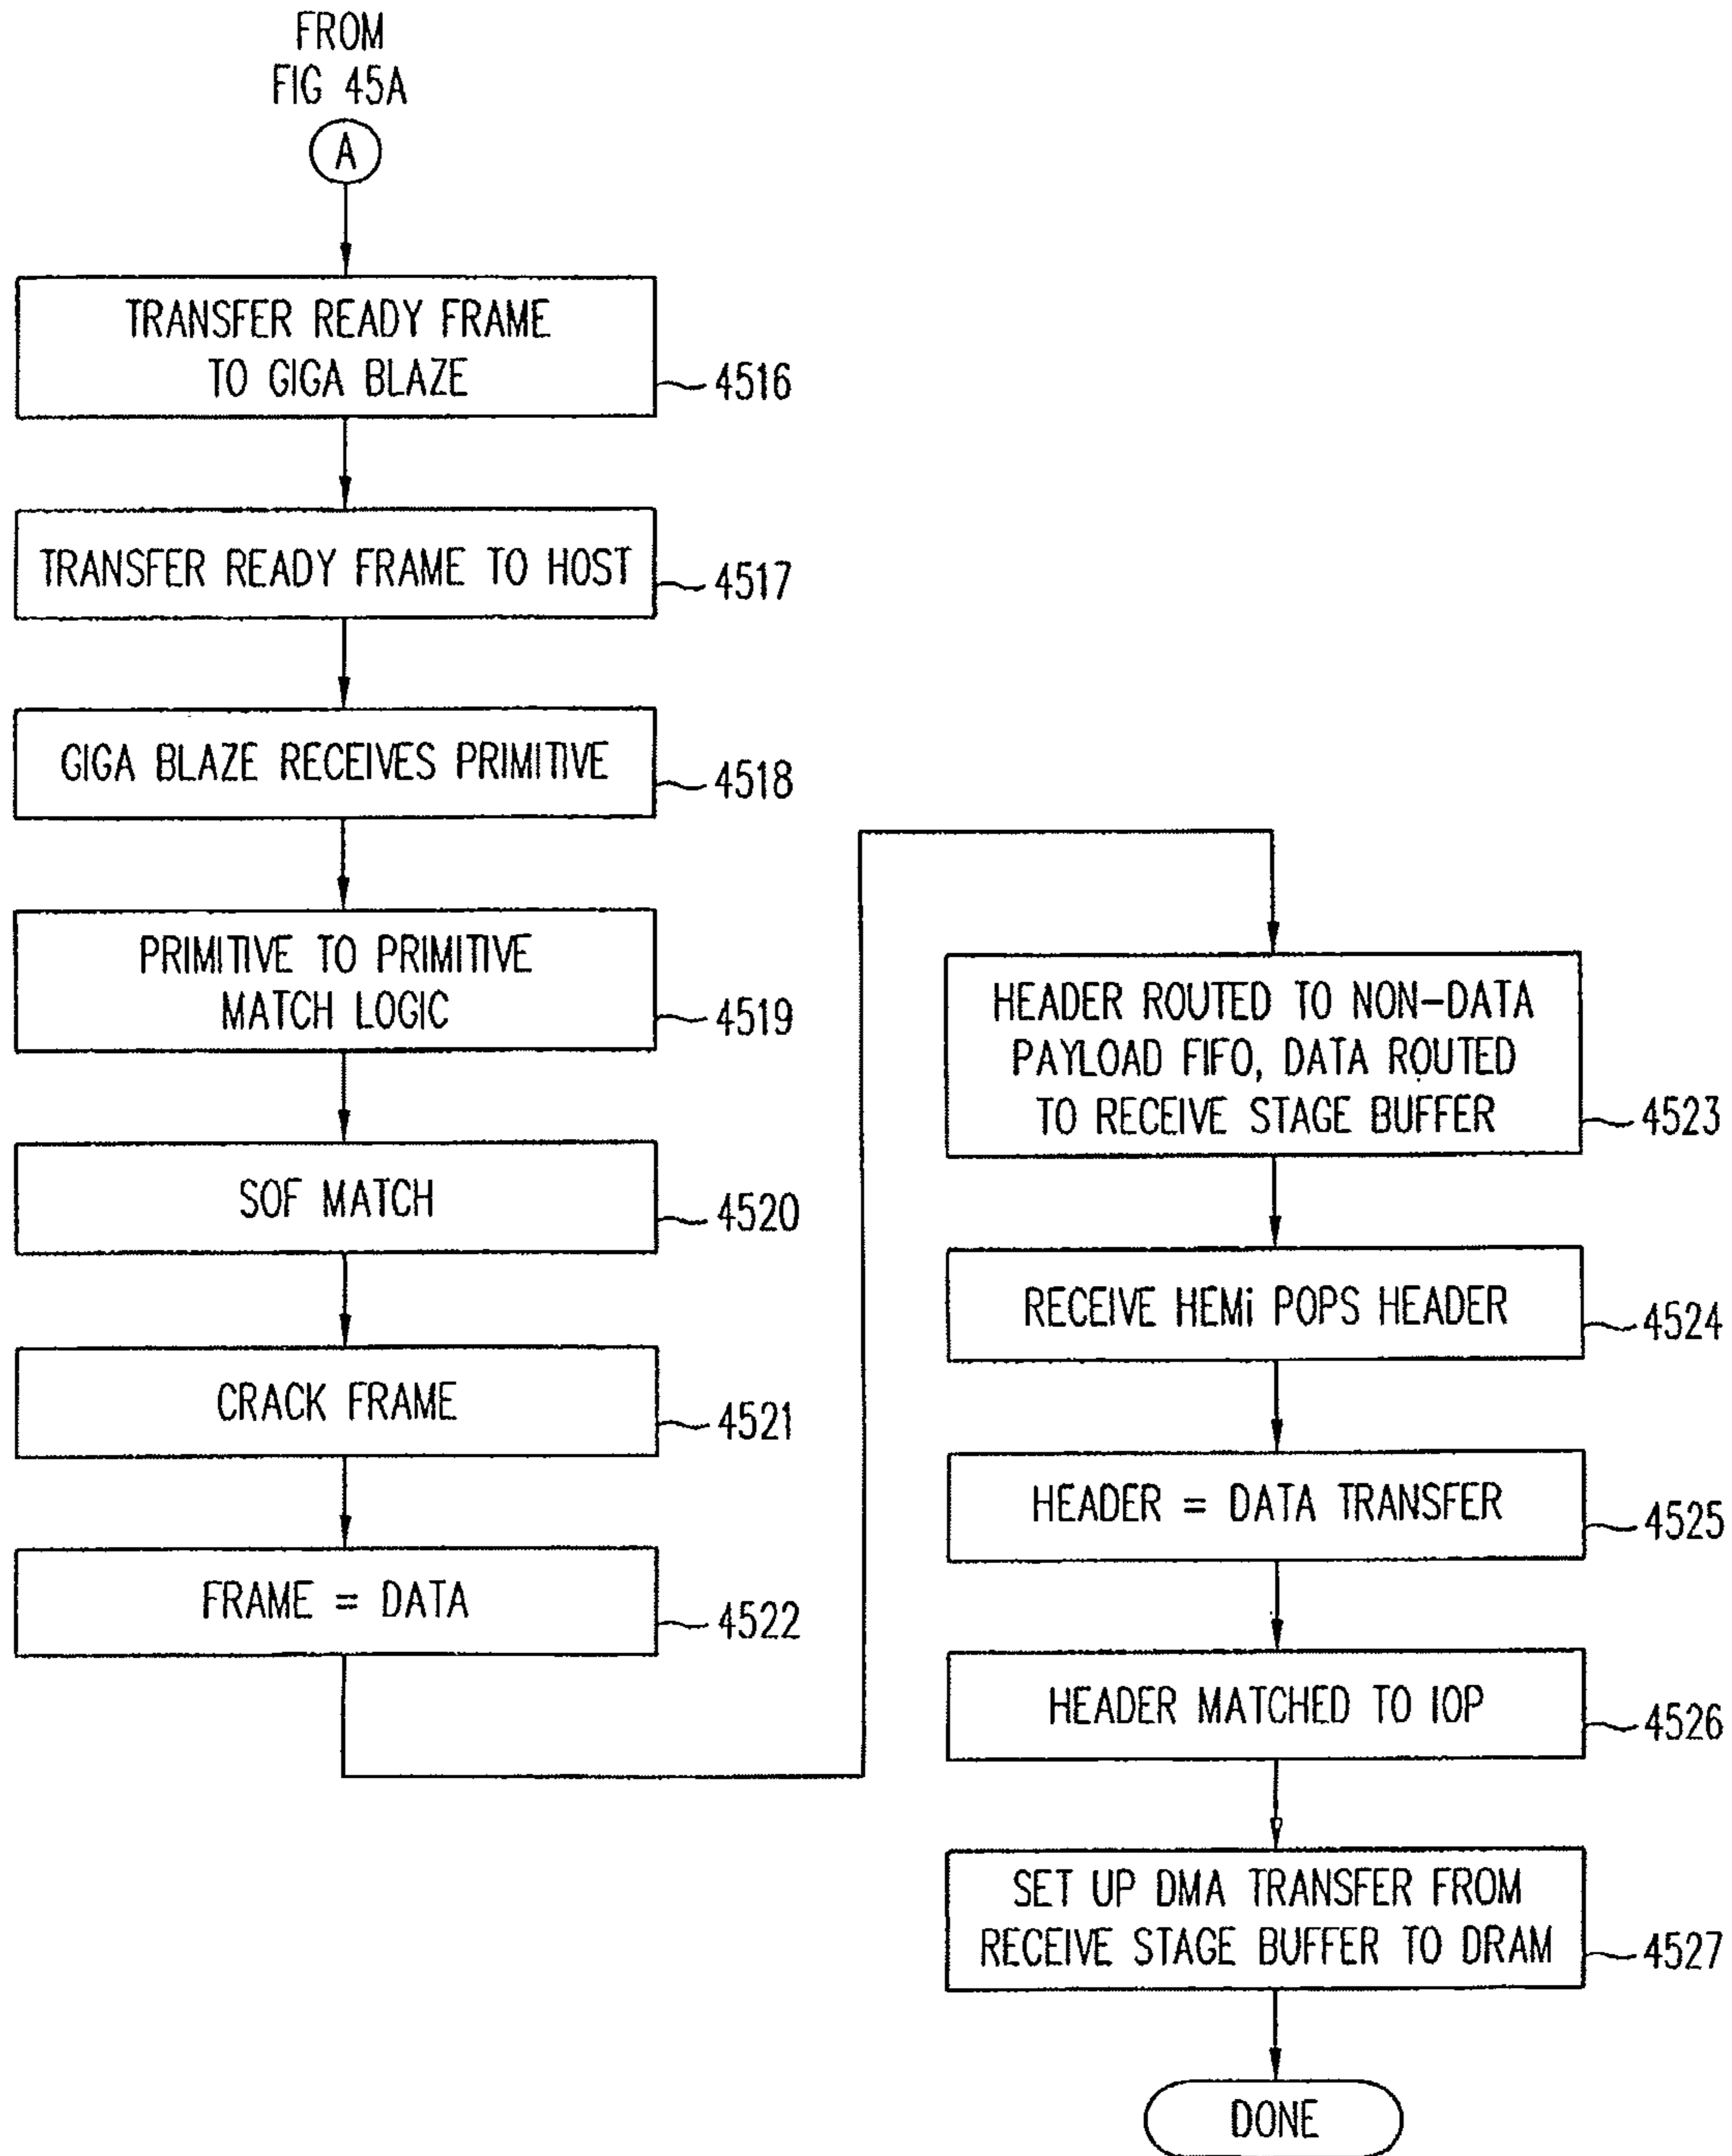 FROM
FIG 45A
A
TRANSFER READY FRAME
TO GIGA BLAZE
4516
TRANSFER READY FRAME TO HOST
4517
GIGA BLAZE RECEIVES PRIMITIVE
4518
PRIMITIVE TO PRIMITIVE
MATCH LOGIC
4519
SOF MATCH
4520
CRACK FRAME
4521
FRAME = DATA
4522
HEADER ROUTED TO NON-DATA
PAYLOAD FIFO, DATA ROUTED
TO RECEIVE STAGE BUFFER
4523
RECEIVE HEMi POPS HEADER
4524
HEADER = DATA TRANSFER
4525
HEADER MATCHED TO IOP
4526
SET UP DMA TRANSFER FROM
RECEIVE STAGE BUFFER TO DRAM
4527
DONE